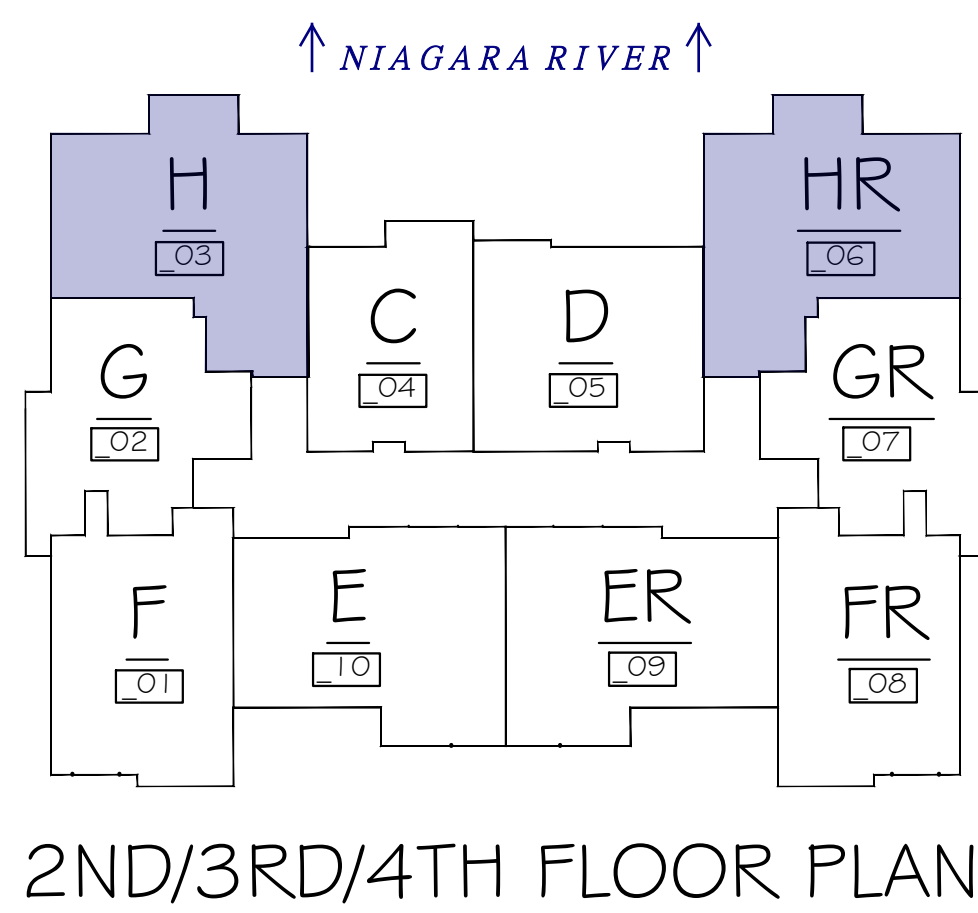 NIAGARA RIVER
H
_03
HR
_06
C
_04
D
_05
G
_02
GR
_07
F
_01
E
_10
ER
_09
FR
_08
2ND/3RD/4TH FLOOR PLAN